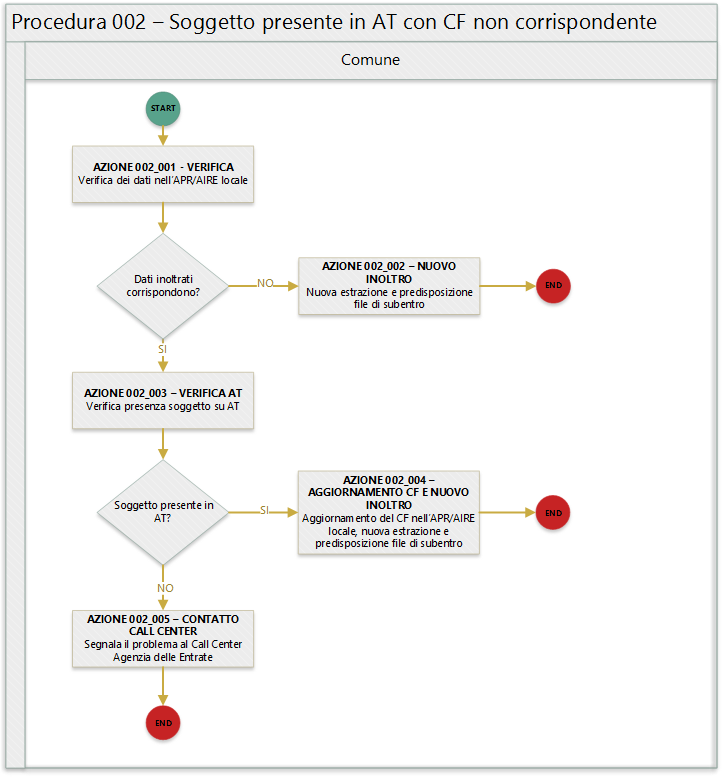 Procedura 002 – Soggetto presente in AT con CF non corrispondente
Comune
START
AZIONE 002_001 - VERIFICA
Verifica dei dati nell'APR/AIRE locale
Dati inoltrati
corrispondono?
NO
AZIONE 002_002 – NUOVO
INOLTRO
Nuova estrazione e predisposizione
file di subentro
END
SI
AZIONE 002_003 – VERIFICA AT
Verifica presenza soggetto su AT
Soggetto presente in
AT?
SI
AZIONE 002_004 –
AGGIORNAMENTO CF E NUOVO
INOLTRO
Aggiornamento del CF nell'APR/AIRE
locale, nuova estrazione e
predisposizione file di subentro
END
NO
AZIONE 002_005 – CONTATTO
CALL CENTER
Segnala il problema al Call Center
Agenzia delle Entrate
END